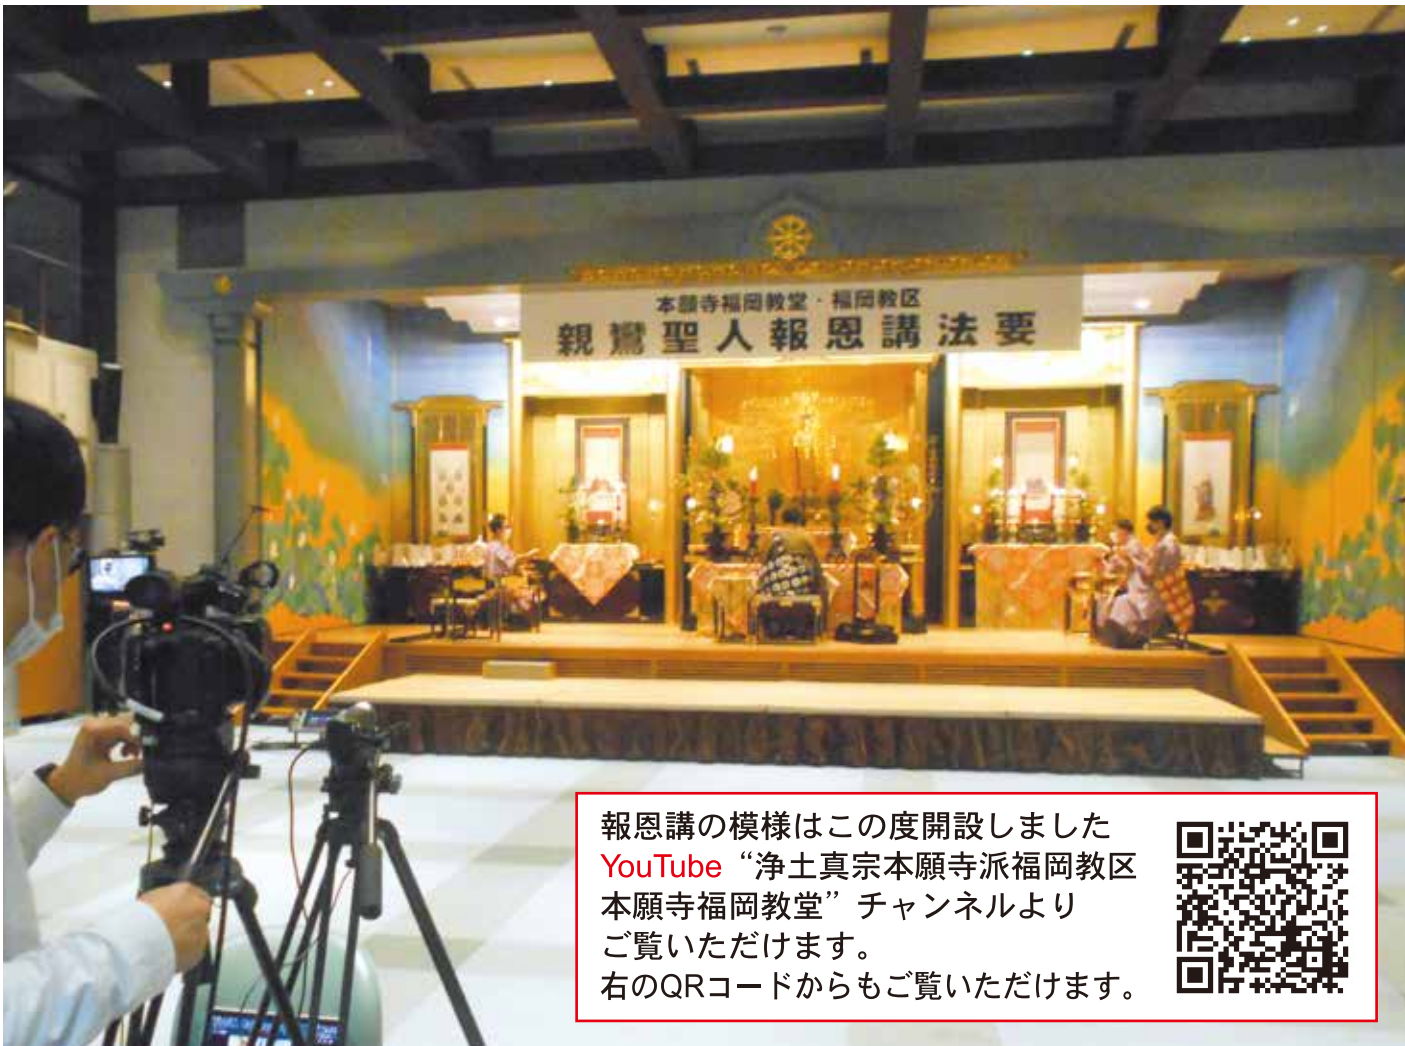 本願寺福岡教堂・福岡教区
親鸞聖人報恩講法要
報恩講の模様はこの度開設しました
YouTube“浄土真宗本願寺派福岡教区
本願寺福岡教堂”チャンネルより
ご覧いただけます。
右のQRコードからもご覧いただけます。